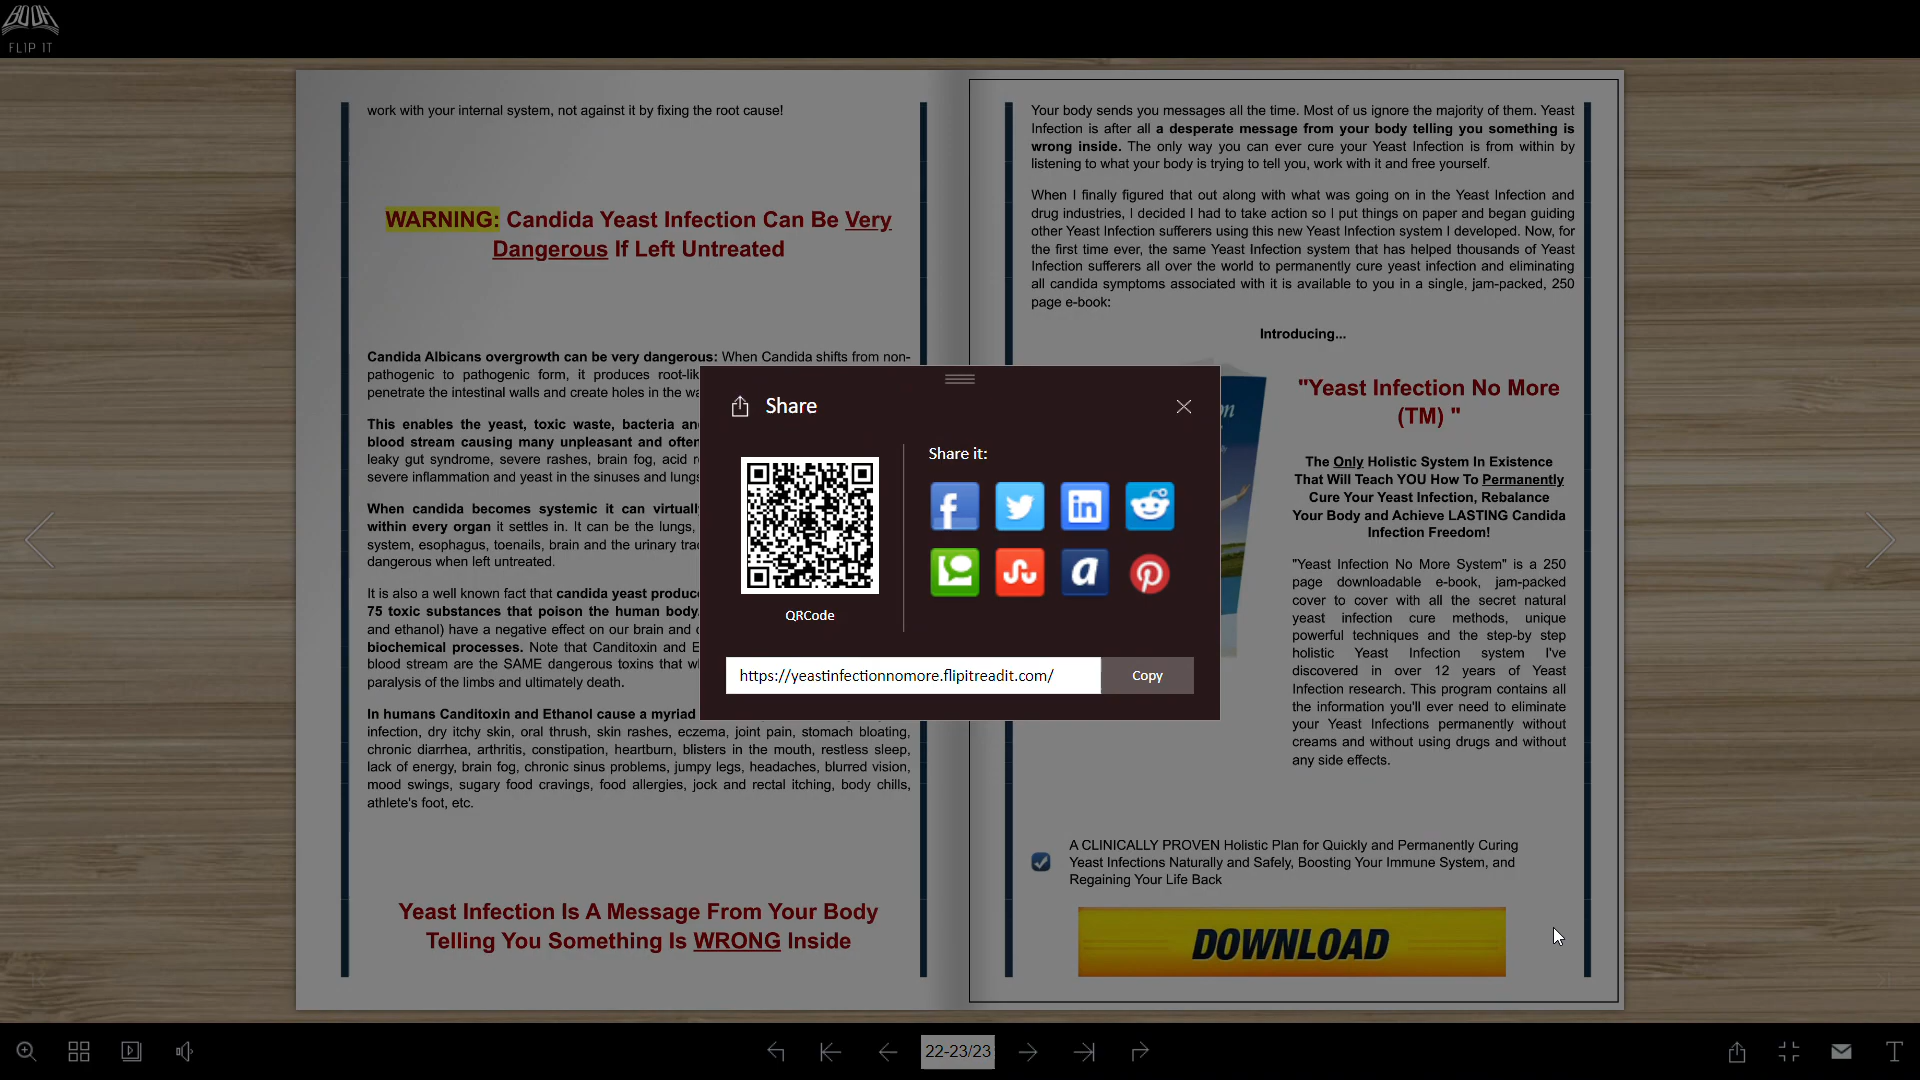 BOOK
FLIP IT
work with your internal system, not against it by fixing the root cause!
WARNING: Candida Yeast Infection Can Be Very
Dangerous If Left Untreated
Candida Albicans overgrowth can be very dangerous: When Candida shifts from non-
pathogenic to pathogenic form, it produces
penetrate the intestinal walls and create holes in the
This enables the yeast, toxic waste, bacteria
blood stream causing many unpleasant and
leaky gut syndrome, severe rashes, brain fog, acid
severe inflammation and yeast in the sinuses and lungs
When candida becomes systemic it can
within every organ it settles in. It can be the lungs,
system, esophagus, toenails, brain and the urinary
dangerous when left untreated.
It is also a well known fact that candida yeast
75 toxic substances that poison the human body.
and ethanol) have a negative effect on our brain and
biochemical processes. Note that Canditoxin and
blood stream are the SAME dangerous toxins that
paralysis of the limbs and ultimately death.
In humans Canditoxin and Ethanol cause a myriad
infection, dry itchy skin, oral thrush, skin rashes, eczema, joint pain, stomach bloating,
chronic diarrhea, arthritis, constipation, heartburn, blisters in the mouth, restless sleep,
lack of energy, brain fog, chronic sinus problems, jumpy legs, headaches, blurred vision,
mood swings, sugary food cravings, food allergies, jock and rectal itching, body chills,
athlete's foot, etc.
Yeast Infection Is A Message From Your Body
Telling You Something Is WRONG Inside
Your body sends you messages all the time. Most of us ignore the majority of them. Yeast
Infection is after all a desperate message from your body telling you something is
wrong inside. The only way you can ever cure your Yeast Infection is from within by
listening to what your body is trying to tell you, work with it and free yourself.
When I finally figured that out along with what was going on in the Yeast Infection and
drug industries, I decided I had to take action so I put things on paper and began guiding
other Yeast Infection sufferers using this new Yeast Infection system I developed. Now, for
the first time ever, the same Yeast Infection system that has helped thousands of Yeast
Infection sufferers all over the world to permanently cure yeast infection and eliminating
all candida symptoms associated with it is available to you in a single, jam-packed, 250
page e-book:
Introducing...
"Yeast Infection No More
(TM) "
The Only Holistic System In Existence
That Will Teach YOU How To Permanently
Cure Your Yeast Infection, Rebalance
Your Body and Achieve LASTING Candida
Infection Freedom!
"Yeast Infection No More System" is a 250
page downloadable e-book, jam-packed
cover to cover with all the secret natural
yeast infection cure methods, unique
powerful techniques and the step-by step
holistic Yeast Infection system I've
discovered in over 12 years of Yeast
Infection research. This program contains all
the information you'll ever need to eliminate
your Yeast Infections permanently without
creams and without using drugs and without
any side effects.
A CLINICALLY PROVEN Holistic Plan for Quickly and Permanently Curing
Yeast Infections Naturally and Safely, Boosting Your Immune System, and
Regaining Your Life Back
DOWNLOAD
Share
QRCode
Share it:
https://yeastinfectionnomore.flipitreadit.com/
Copy
22-23/23